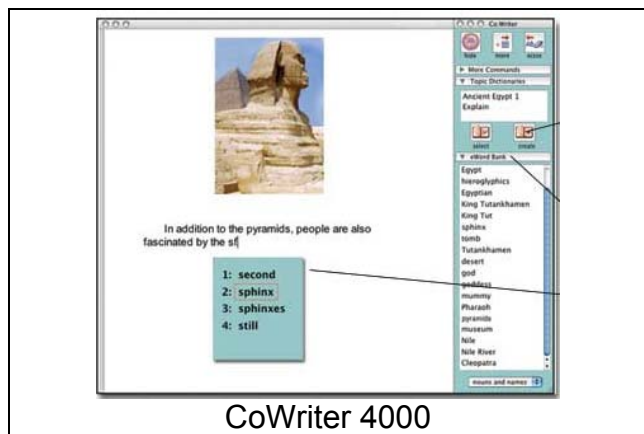 Co:Writer
hide more write
More Commands
Topic Dictionaries
Ancient Egypt 1
Explain
select create
eWord Bank
Egypt
hieroglyphics
Egyptian
King Tutankhamen
King Tut
sphinx
tomb
Tutankhamen
desert
god
goddess
mummy
Pharaoh
pyramids
museum
Nile
Nile River
Cleopatra
nouns and names
In addition to the pyramids, people are also
fascinated by the sf
1: second
2: sphinx
3: sphinxes
4: still
CoWriter 4000